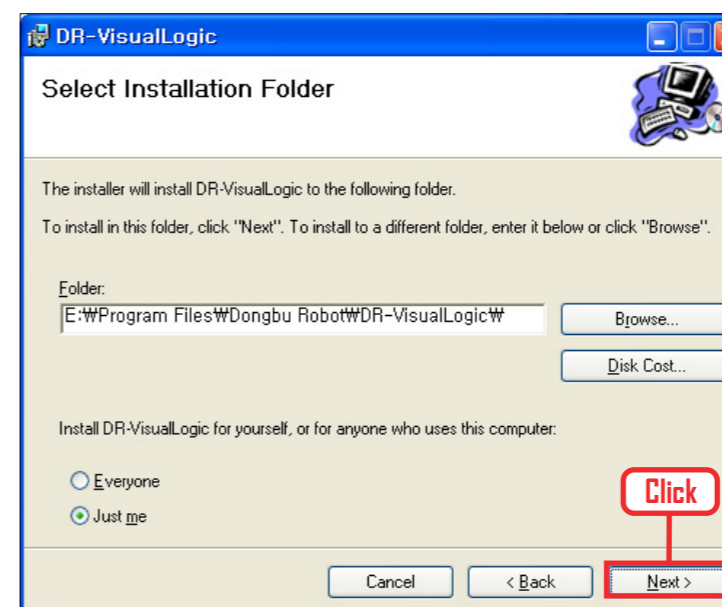 DR-VisualLogic
Select Installation Folder
The installer will install DR-VisualLogic to the following folder.
To install in this folder, click "Next". To install to a different folder, enter it below or click "Browse".
Folder:
E:₩Program Files₩Dongbu Robot₩DR-VisualLogic₩
Browse...
Disk Cost...
Install DR-VisualLogic for yourself, or for anyone who uses this computer:
Everyone
Just me
Click
Cancel
< Back
Next >